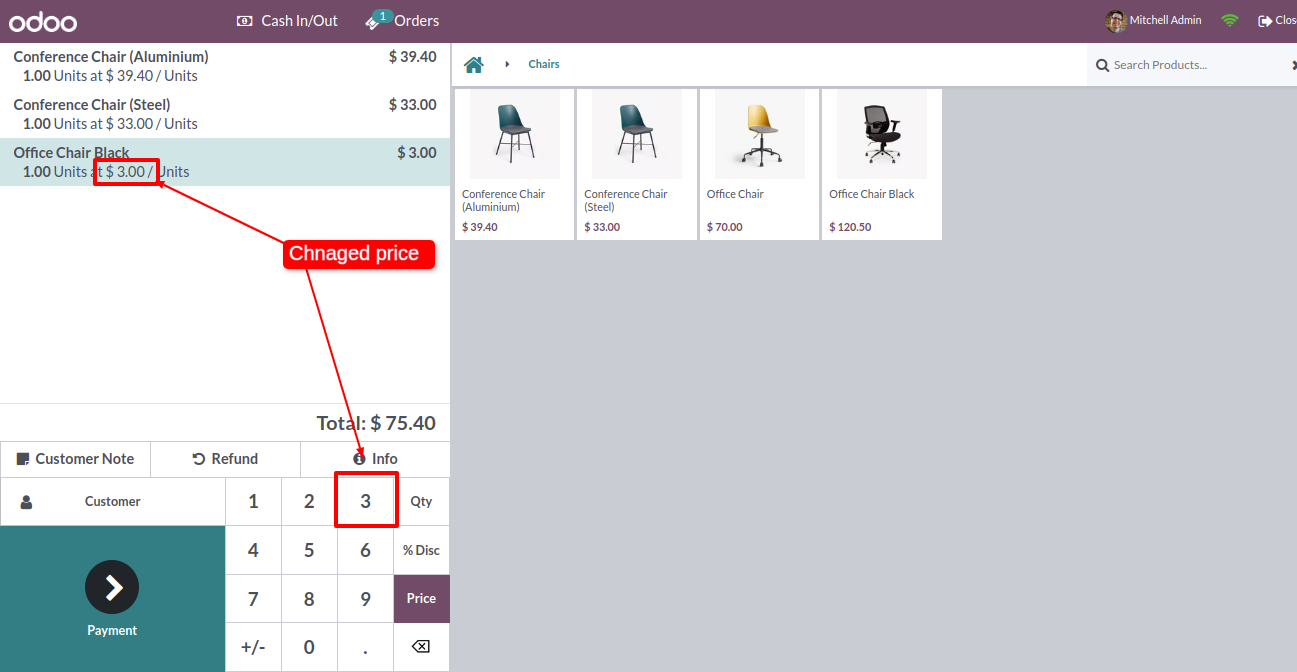 odoo
Cash In/Out
1
Orders
Mitchell Admin
Clos
Conference Chair (Aluminium) $ 39.40
1.00 Units at $ 39.40 / Units
Conference Chair (Steel) $ 33.00
1.00 Units at $ 33.00 / Units
Office Chair Black $ 3.00
1.00 Units at $ 3.00 / Units
Chnaged price
Total: $ 75.40
Customer Note Refund Info
Customer
1 2 3 Qty
4 5 6 % Disc
7 8 9 Price
+/- 0 .
Payment
Chairs
Search Products...
Conference Chair
(Aluminium)
$ 39.40
Conference Chair
(Steel)
$ 33.00
Office Chair
$ 70.00
Office Chair Black
$ 120.50